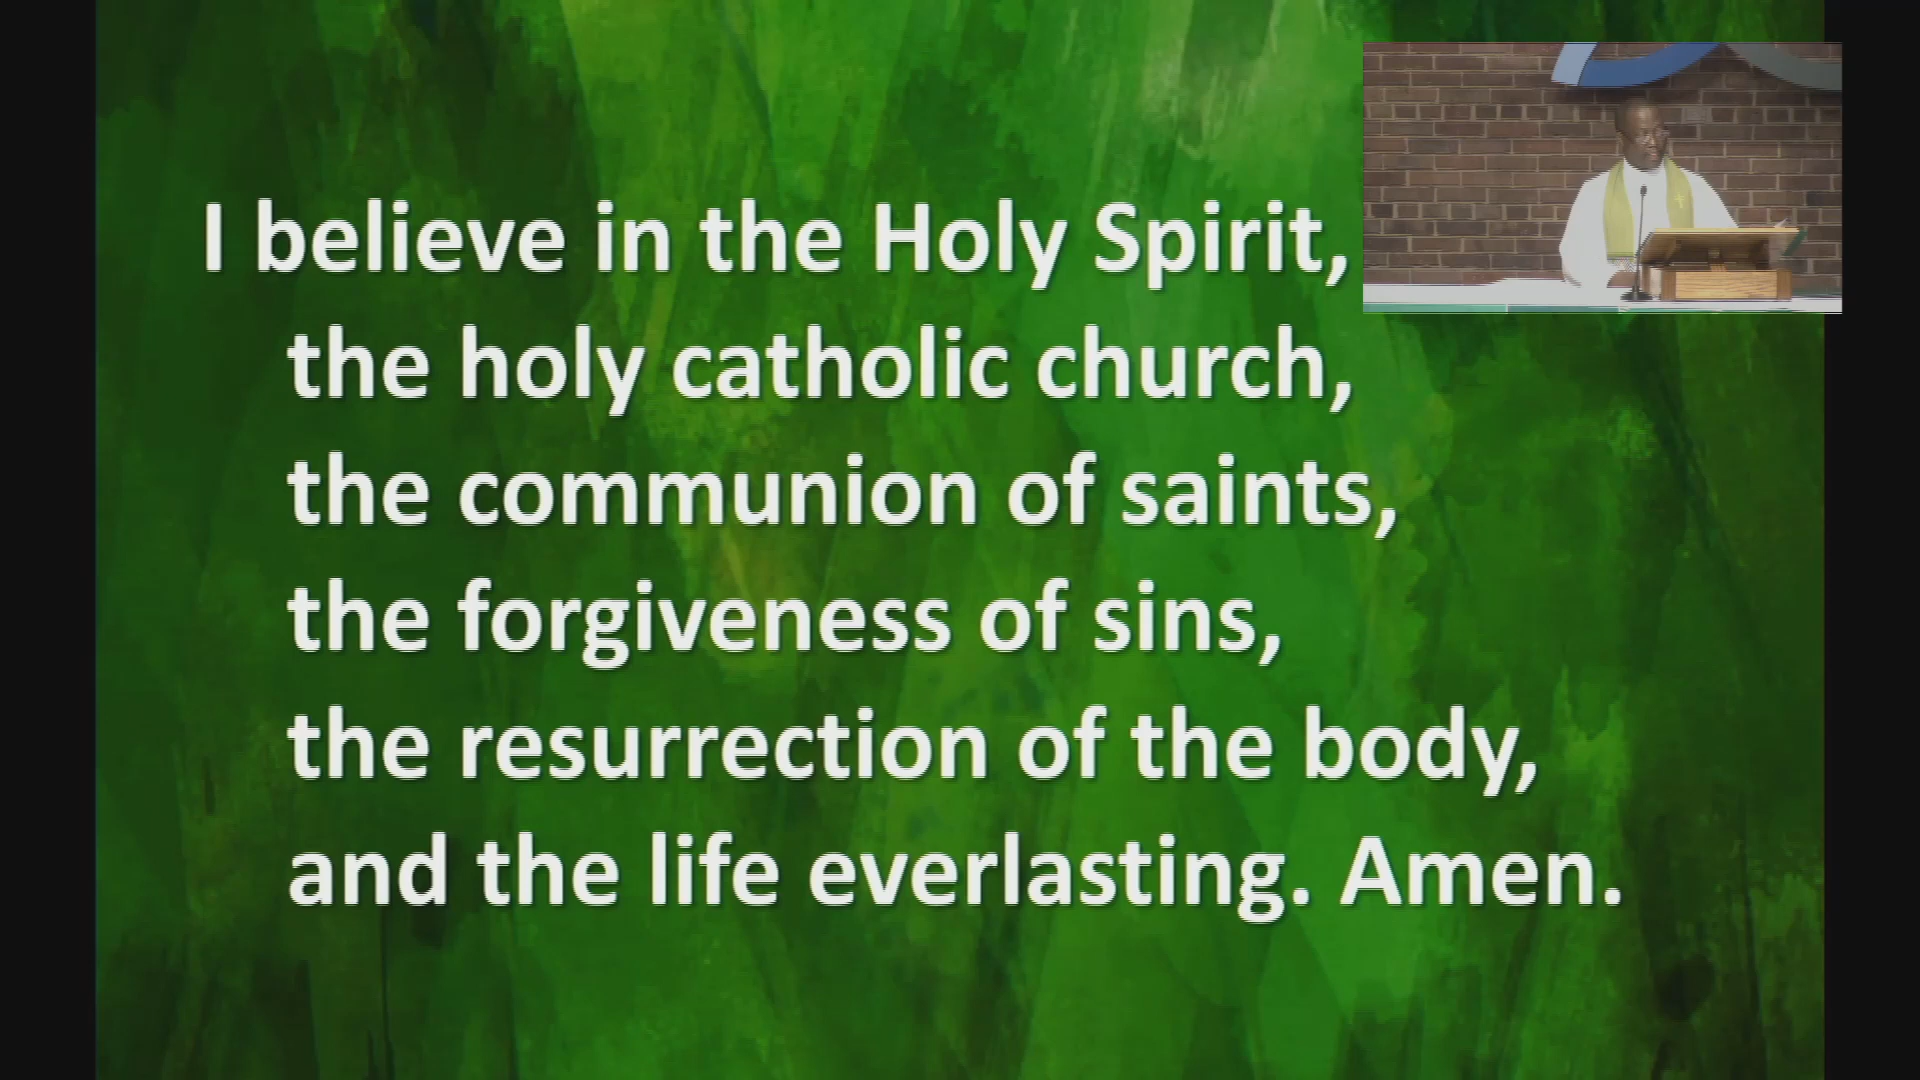 I believe in the Holy Spirit,
the holy catholic church,
the communion of saints,
the forgiveness of sins,
the resurrection of the body,
and the life everlasting. Amen.